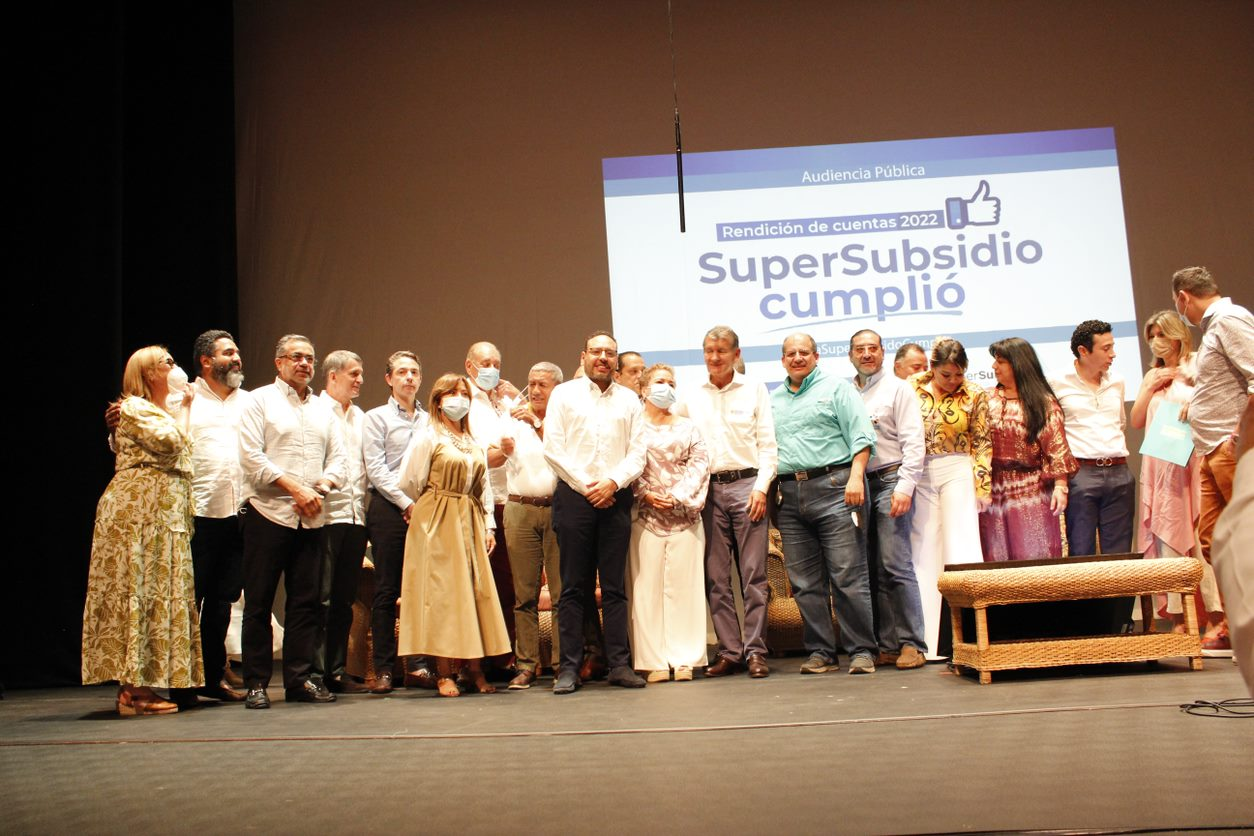 Audiencia Pública
Rendición de cuentas 2022
SuperSubsidio
cumplió